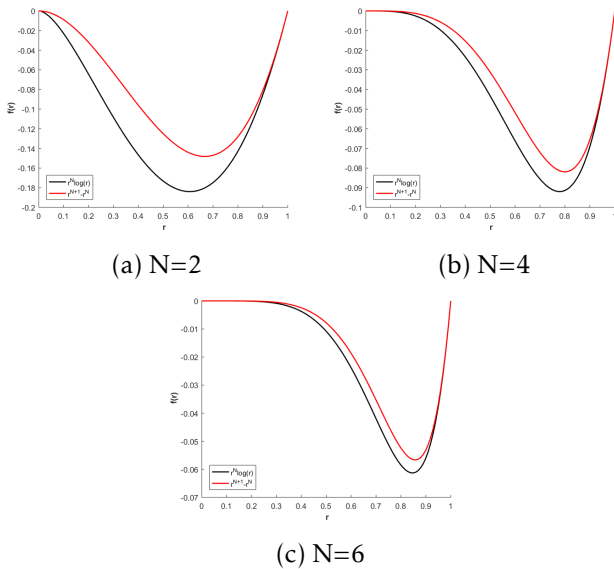 0
-0.02
-0.04
-0.06
-0.08
-0.1
-0.12
-0.14
-0.16
-0.18
-0.2
f(r)
r^N log(r)
r^{N+1}-r^N
0 0.1 0.2 0.3 0.4 0.5 0.6 0.7 0.8 0.9 1
r
(a) N=2
0
-0.01
-0.02
-0.03
-0.04
-0.05
-0.06
-0.07
-0.08
-0.09
-0.1
f(r)
r^N log(r)
r^{N+1}-r^N
0 0.1 0.2 0.3 0.4 0.5 0.6 0.7 0.8 0.9 1
r
(b) N=4
0
-0.01
-0.02
-0.03
-0.04
-0.05
-0.06
-0.07
f(r)
r^N log(r)
r^{N+1}-r^N
0 0.1 0.2 0.3 0.4 0.5 0.6 0.7 0.8 0.9 1
r
(c) N=6